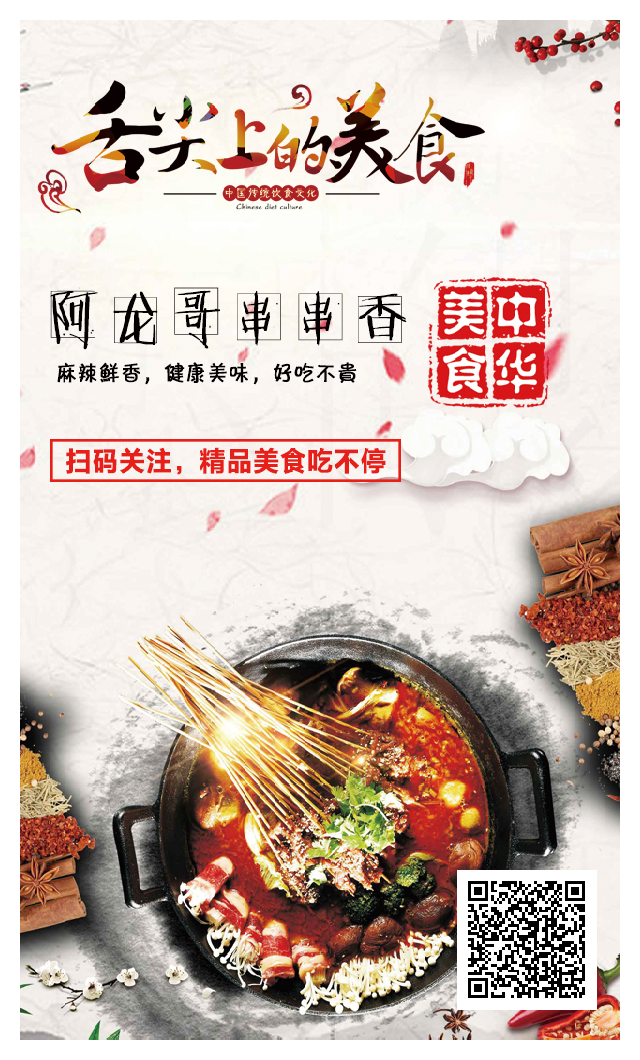 舌尖上的美食
中国传统饮食文化
Chinese diet culture
阿龙哥串串香
麻辣鲜香，健康美味，好吃不貴
美中
食华
扫码关注，精品美食吃不停